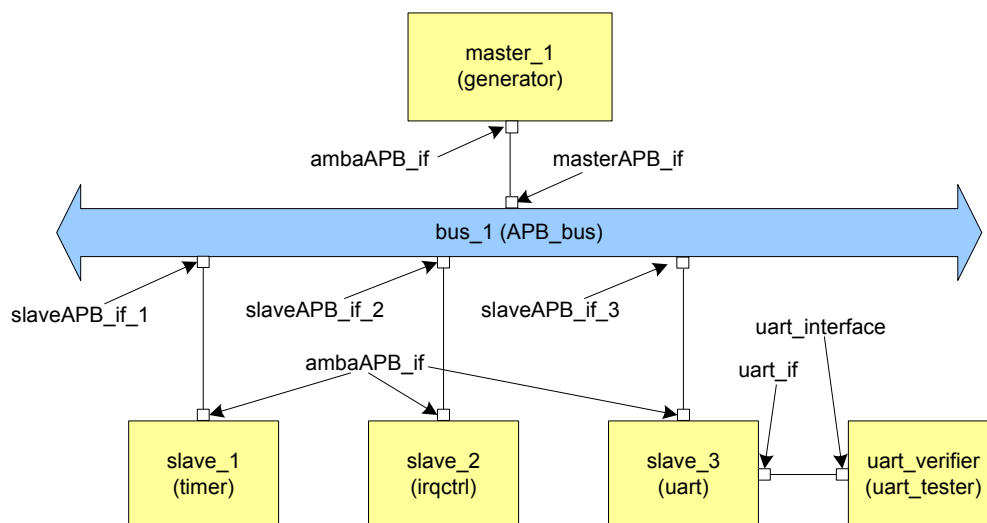 master_1
(generator)
ambaAPB_if
masterAPB_if
bus_1 (APB_bus)
slaveAPB_if_1
slaveAPB_if_2
slaveAPB_if_3
uart_interface
ambaAPB_if
uart_if
slave_1
(timer)
slave_2
(irqctrl)
slave_3
(uart)
uart_verifier
(uart_tester)